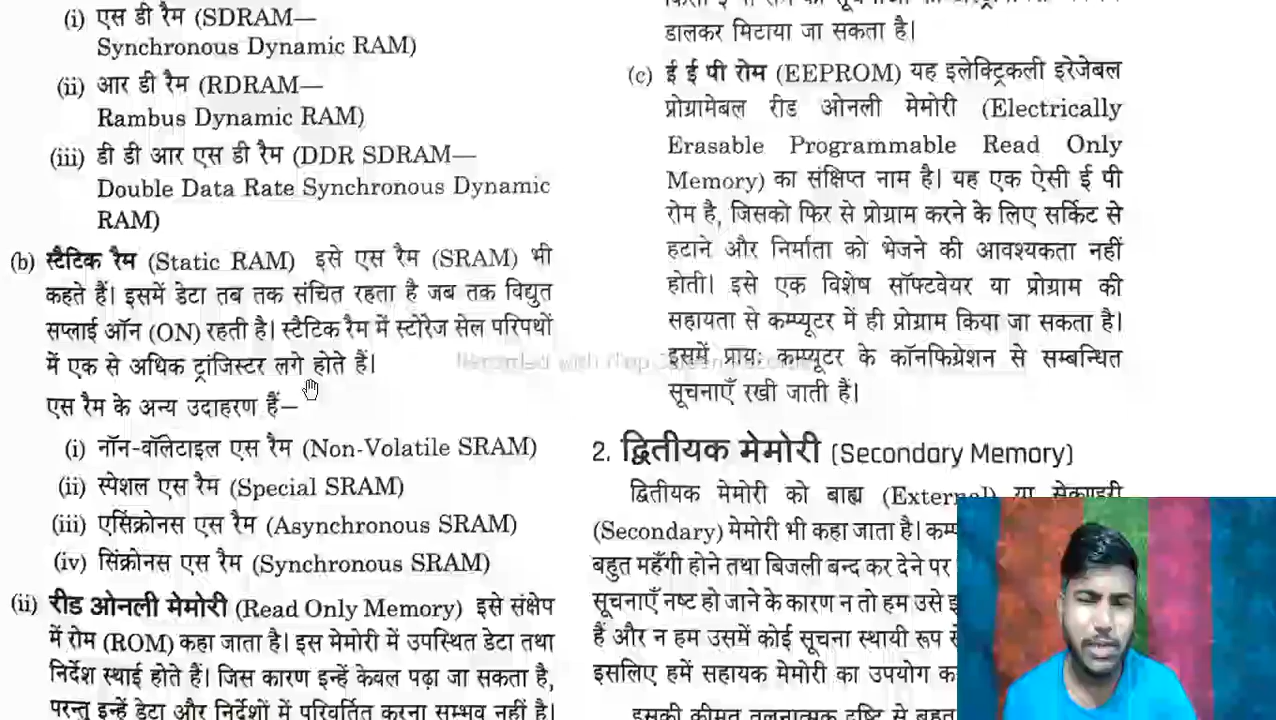 (i) एस डी रैम (SDRAM—
Synchronous Dynamic RAM)
(ii) आर डी रैम (RDRAM—
Rambus Dynamic RAM)
(iii) डी डी आर एस डी रैम (DDR SDRAM—
Double Data Rate Synchronous Dynamic
RAM)
(b) स्टैटिक रैम (Static RAM) इसे एस रैम (SRAM) भी
कहते हैं। इसमें डेटा तब तक संचित रहता है जब तक विद्युत
सप्लाई ऑन (ON) रहती है। स्टैटिक रैम में स्टोरेज सेल परिपथों
में एक से अधिक ट्रांजिस्टर लगे होते हैं।
एस रैम के अन्य उदाहरण हैं—
(i) नॉन-वॉलेटाइल एस रैम (Non-Volatile SRAM)
(ii) स्पेशल एस रैम (Special SRAM)
(iii) एसिंक्रोनस एस रैम (Asynchronous SRAM)
(iv) सिंक्रोनस एस रैम (Synchronous SRAM)
(ii) रीड ओनली मेमोरी (Read Only Memory) इसे संक्षेप
में रोम (ROM) कहा जाता है। इस मेमोरी में उपस्थित डेटा तथा
निर्देश स्थाई होते हैं। जिस कारण इन्हें केवल पढ़ा जा सकता है,
परन्तु इन्हें डेटा और निर्देशों में परिवर्तित करना सम्भव नहीं है।
डालकर मिटाया जा सकता है।
(c) ई ई पी रोम (EEPROM) यह इलेक्ट्रिकली इरेजेबल
प्रोग्रामेबल रीड ओनली मेमोरी (Electrically
Erasable Programmable Read Only
Memory) का संक्षिप्त नाम है। यह एक ऐसी ई पी
रोम है, जिसको फिर से प्रोग्राम करने के लिए सर्किट से
हटाने और निर्माता को भेजने की आवश्यकता नहीं
होती। इसे एक विशेष सॉफ्टवेयर या प्रोग्राम की
सहायता से कम्प्यूटर में ही प्रोग्राम किया जा सकता है।
इसमें प्रायः कम्प्यूटर के कॉनफिग्रेशन से सम्बन्धित
सूचनाएँ रखी जाती हैं।
2. द्वितीयक मेमोरी (Secondary Memory)
द्वितीयक मेमोरी को बाह्य (External) या सेकण्डरी
(Secondary) मेमोरी भी कहा जाता है। कम्प
बहुत महँगी होने तथा बिजली बन्द कर देने पर
सूचनाएँ नष्ट हो जाने के कारण न तो हम उसे इ
हैं और न हम उसमें कोई सूचना स्थायी रूप से
इसलिए हमें सहायक मेमोरी का उपयोग क
इसकी कीमत तुलनात्मक दृष्टि से बहुत